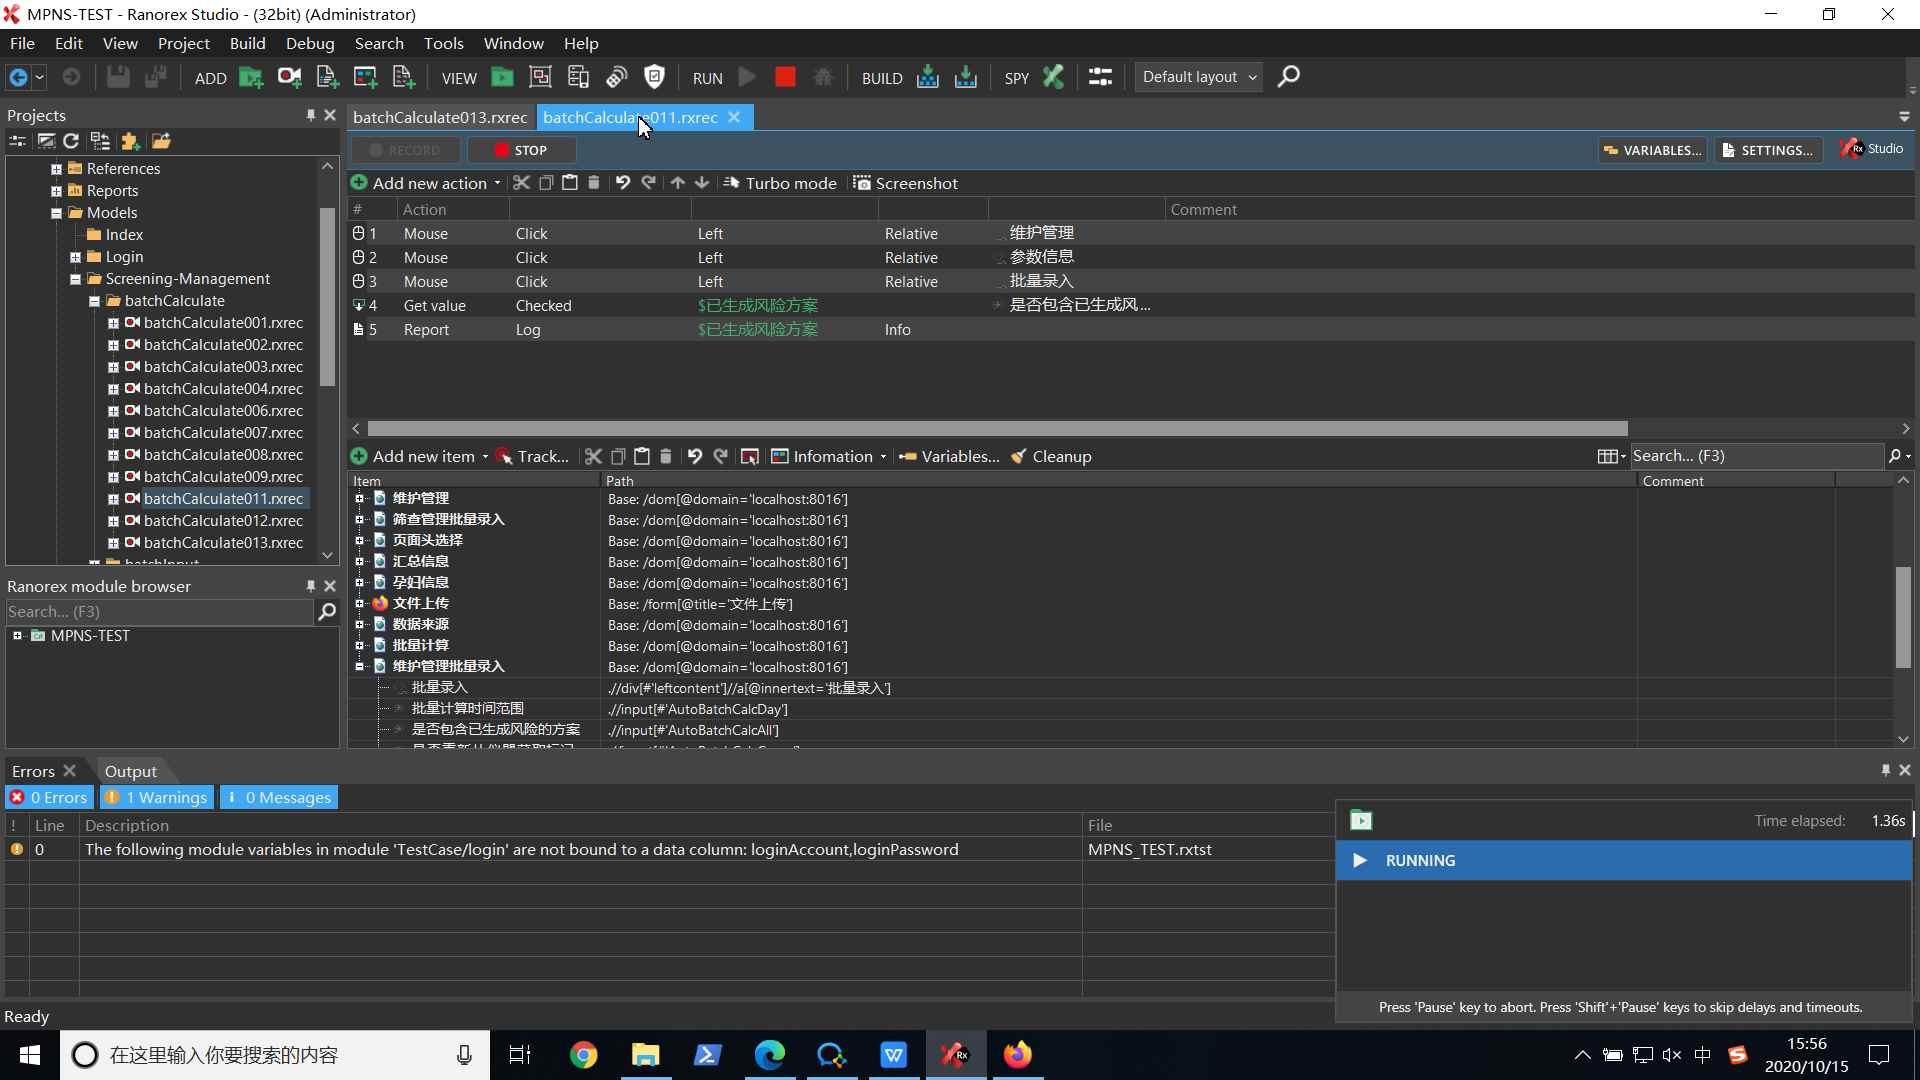 MPNS-TEST - Ranorex Studio - (32bit) (Administrator)
File Edit View Project Build Debug Search Tools Window Help
ADD VIEW RUN BUILD SPY Default layout
Projects
batchCalculate013.rxrec batchCalculate011.rxrec
RECORD STOP VARIABLES... SETTINGS... Rx Studio
References
Reports
Models
Index
Login
Screening-Management
batchCalculate
batchCalculate001.rxrec
batchCalculate002.rxrec
batchCalculate003.rxrec
batchCalculate004.rxrec
batchCalculate006.rxrec
batchCalculate007.rxrec
batchCalculate008.rxrec
batchCalculate009.rxrec
batchCalculate011.rxrec
batchCalculate012.rxrec
batchCalculate013.rxrec
batchInput
Add new action Turbo mode Screenshot
# Action Comment
1 Mouse Click Left Relative 维护管理
2 Mouse Click Left Relative 参数信息
3 Mouse Click Left Relative 批量录入
4 Get value Checked $已生成风险方案 是否包含已生成风...
5 Report Log $已生成风险方案 Info
Add new item Track... Infomation Variables... Cleanup Search... (F3)
Item Path Comment
维护管理 Base: /dom[@domain='localhost:8016']
筛查管理批量录入 Base: /dom[@domain='localhost:8016']
页面头选择 Base: /dom[@domain='localhost:8016']
汇总信息 Base: /dom[@domain='localhost:8016']
孕妇信息 Base: /dom[@domain='localhost:8016']
文件上传 Base: /form[@title='文件上传']
数据来源 Base: /dom[@domain='localhost:8016']
批量计算 Base: /dom[@domain='localhost:8016']
维护管理批量录入 Base: /dom[@domain='localhost:8016']
批量录入 .//div[#'leftcontent']//a[@innertext='批量录入']
批量计算时间范围 .//input[#'AutoBatchCalcDay']
是否包含已生成风险的方案 .//input[#'AutoBatchCalcAll']
Ranorex module browser
Search... (F3)
MPNS-TEST
Errors Output
0 Errors 1 Warnings 0 Messages
! Line Description File
0 The following module variables in module 'TestCase/login' are not bound to a data column: loginAccount,loginPassword MPNS_TEST.rxtst
Time elapsed: 1.36s
RUNNING
Press 'Pause' key to abort. Press 'Shift'+'Pause' keys to skip delays and timeouts.
Ready
在这里输入你要搜索的内容
中
15:56
2020/10/15